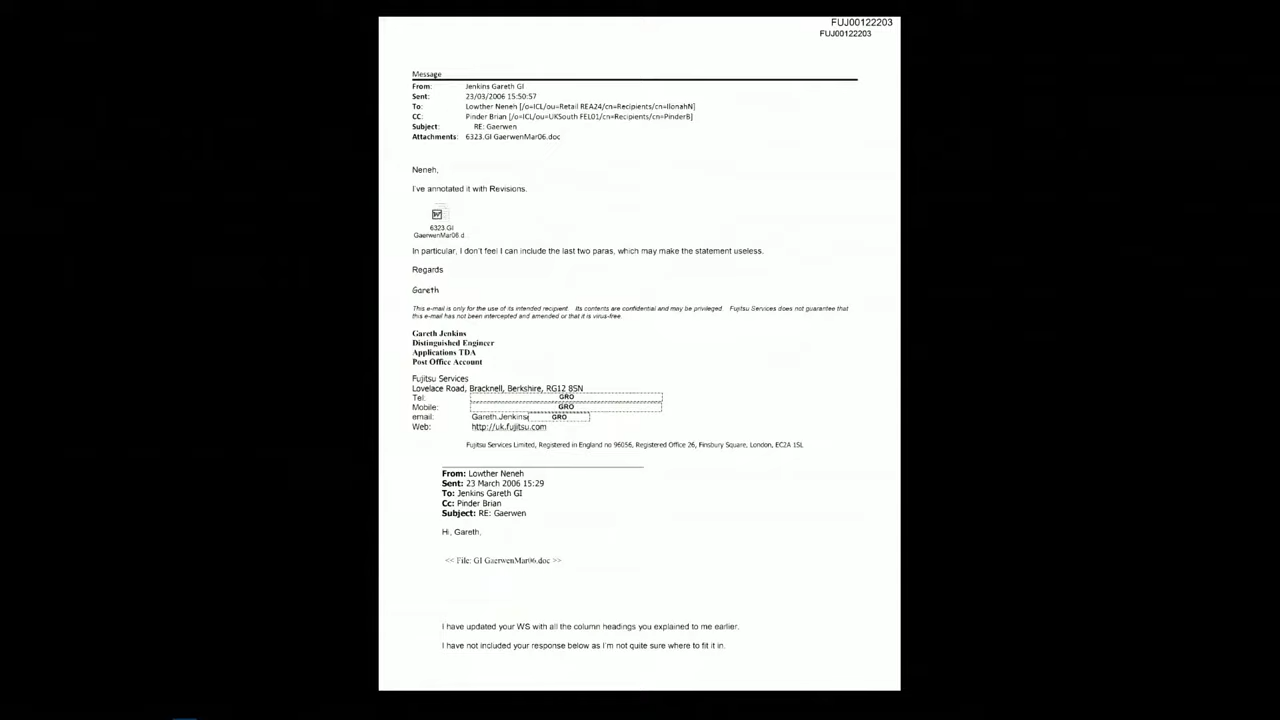 FUJ00122203
FUJ00122203
Message
From: Jenkins Gareth GI
Sent: 23/03/2006 15:50:57
To: Lowther Neneh [/o=ICL/ou=Retail REA24/cn=Recipients/cn=IlonahN]
CC: Pinder Brian [/o=ICL/ou=UKSouth FEL01/cn=Recipients/cn=PinderB]
Subject: RE: Gaerwen
Attachments: 6323.GI GaerwenMar06.doc
Neneh,
I've annotated it with Revisions.
6323.GI
GaerwenMar06.d
In particular, I don't feel I can include the last two paras, which may make the statement useless.
Regards
Gareth
This e-mail is only for the use of its intended recipient. Its contents are confidential and may be privileged. Fujitsu Services does not guarantee that
this e-mail has not been intercepted and amended or that it is virus-free.
Gareth Jenkins
Distinguished Engineer
Applications TDA
Post Office Account
Fujitsu Services
Lovelace Road, Bracknell, Berkshire, RG12 8SN
Tel: GRO
Mobile: GRO
email: Gareth.Jenkins GRO
Web: http://uk.fujitsu.com
Fujitsu Services Limited, Registered in England no 96056, Registered Office 26, Finsbury Square, London, EC2A 1SL
From: Lowther Neneh
Sent: 23 March 2006 15:29
To: Jenkins Gareth GI
Cc: Pinder Brian
Subject: RE: Gaerwen
Hi, Gareth,
<< File: GI GaerwenMar06.doc >>
I have updated your WS with all the column headings you explained to me earlier.
I have not included your response below as I'm not quite sure where to fit it in.